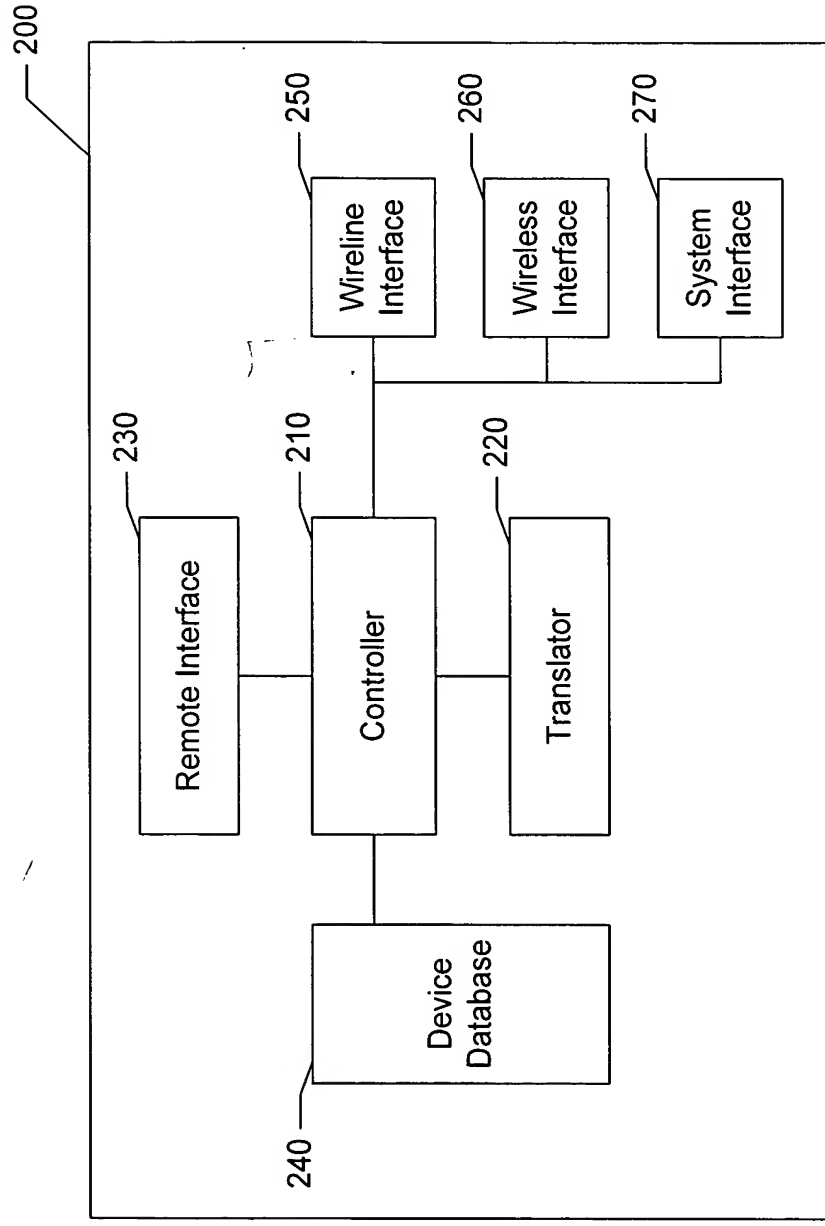 200
230
Remote Interface
210
Controller
220
Translator
240
Device
Database
250
Wireline
Interface
260
Wireless
Interface
270
System
Interface